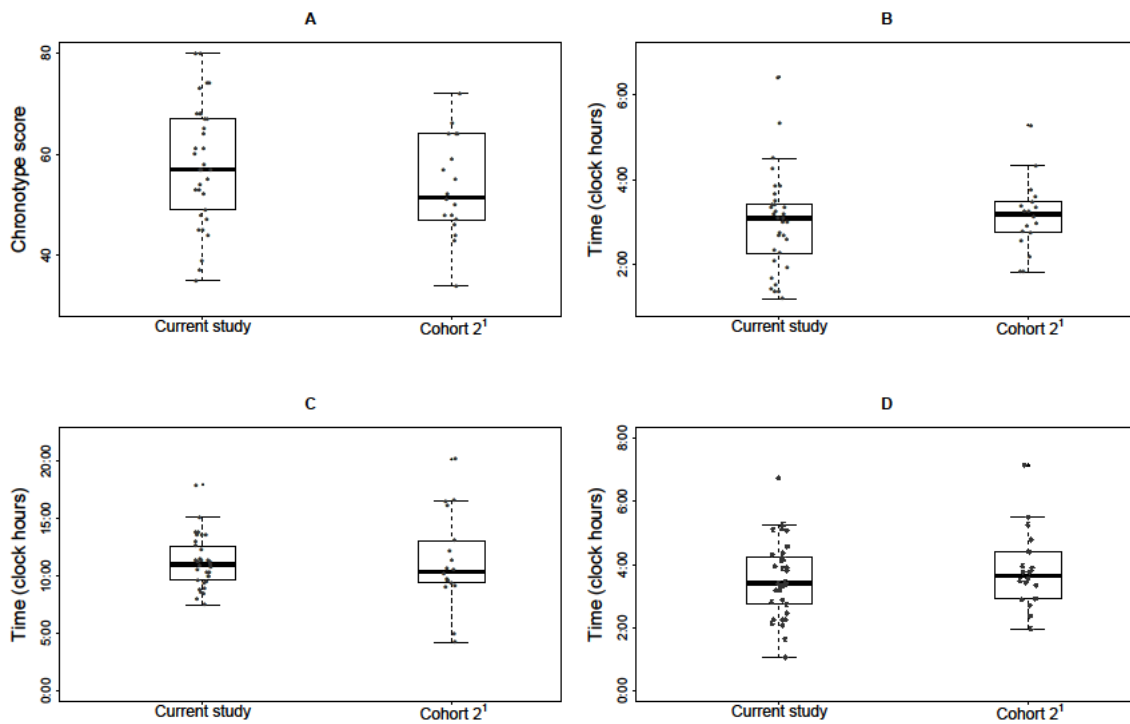 A
Chronotype score
80
60
40
Current study
Cohort 2¹
B
Time (clock hours)
6:00
4:00
2:00
Current study
Cohort 2¹
C
Time (clock hours)
20:00
15:00
10:00
5:00
0:00
Current study
Cohort 2¹
D
Time (clock hours)
8:00
6:00
4:00
2:00
0:00
Current study
Cohort 2¹